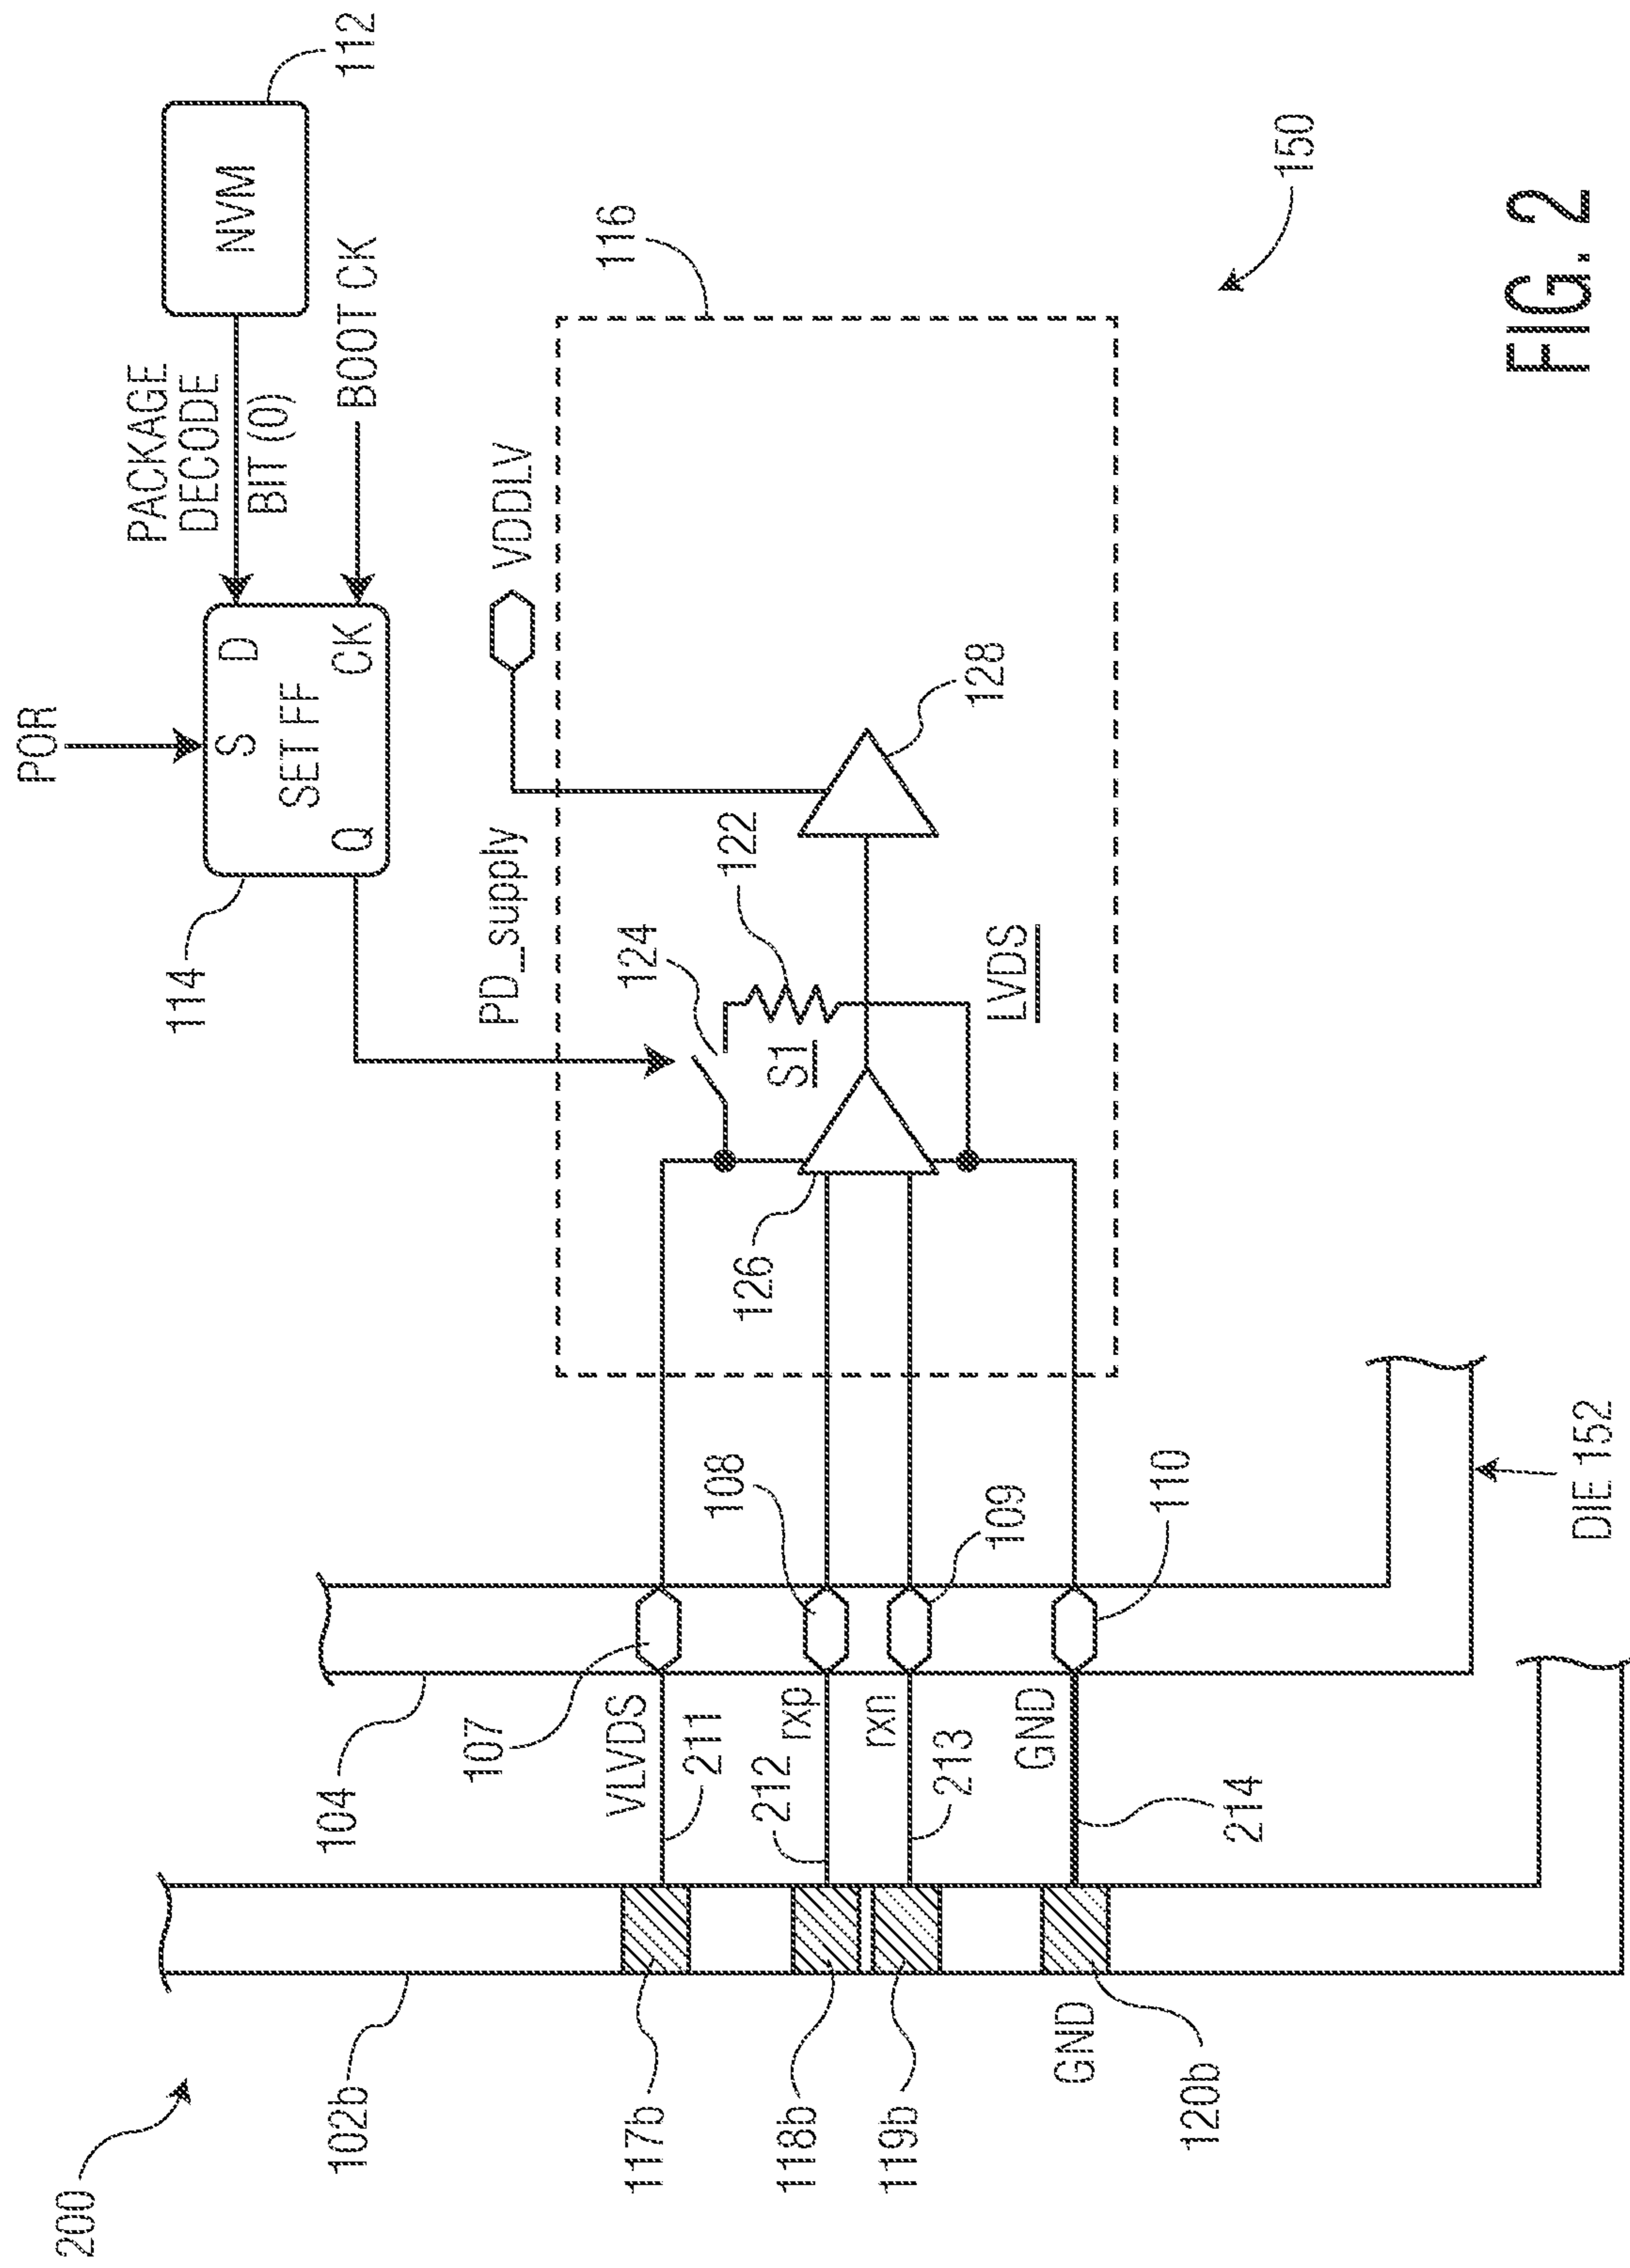 200
102b
117b
118b
119b
GND
120b
104
107
VLVDS
211
212
rxp
rxn
213
GND
214
108
109
110
DIE 152
114
POR
S
D
SET FF
Q
CK
PACKAGE
DECODE
BIT (0)
BOOT CK
NVM
112
PD_supply
VDDLV
116
124
122
S1
126
128
LVDS
150
FIG. 2